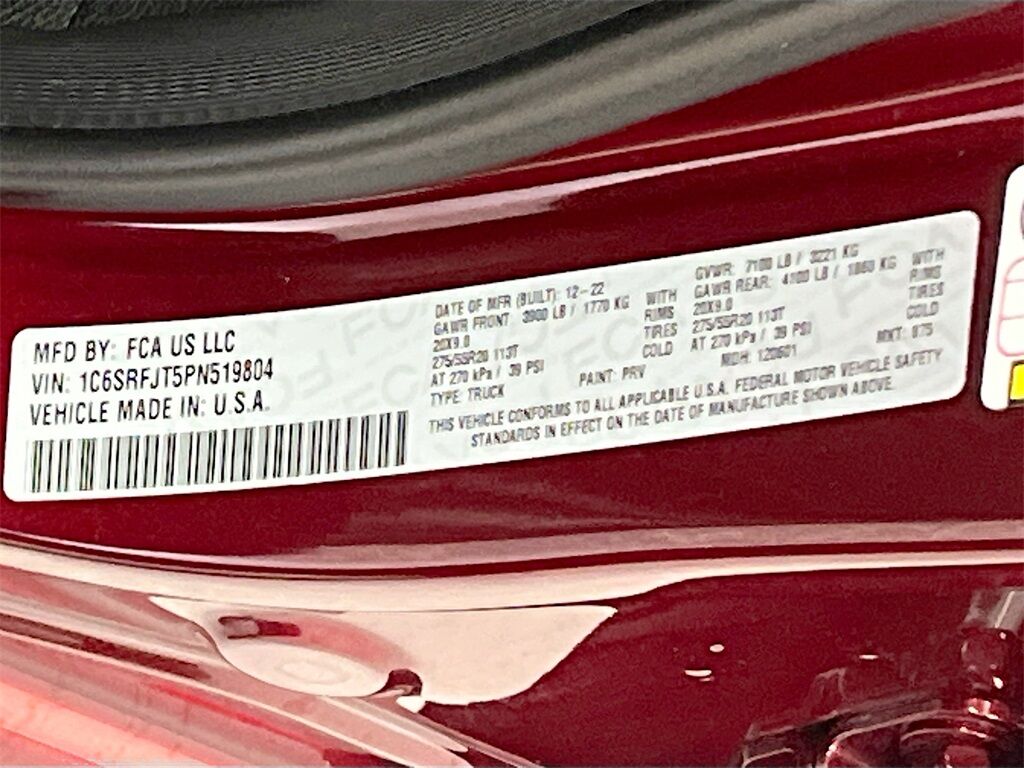 MFD BY: FCA US LLC
VIN: 1C6SRFJT5PN519804
VEHICLE MADE IN: U.S.A.
DATE OF MFR (BUILT): 12-22
GAWR FRONT 3900 LB / 1770 KG WITH
20X9.0 RIMS
275/55R20 113T TIRES
AT 270 kPa / 39 PSI COLD
TYPE: TRUCK PAINT: PRV
GVWR: 7100 LB / 3221 KG
GAWR REAR: 4100 LB / 1860 KG WITH
20X9.0 RIMS
275/55R20 113T TIRES
AT 270 kPa / 39 PSI COLD
MDH: 120601 MKT: 875
THIS VEHICLE CONFORMS TO ALL APPLICABLE U.S.A. FEDERAL MOTOR VEHICLE SAFETY
STANDARDS IN EFFECT ON THE DATE OF MANUFACTURE SHOWN ABOVE.